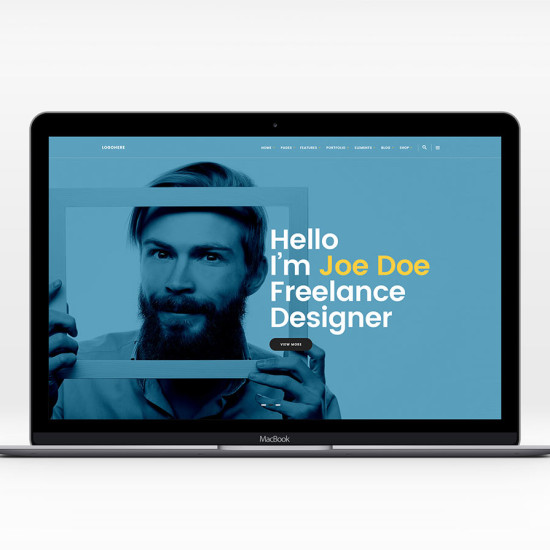 LOGOHERE
HOME PAGES FEATURES PORTFOLIO ELEMENTS BLOG SHOP
Hello
I'm Joe Doe
Freelance
Designer
VIEW MORE
MacBook